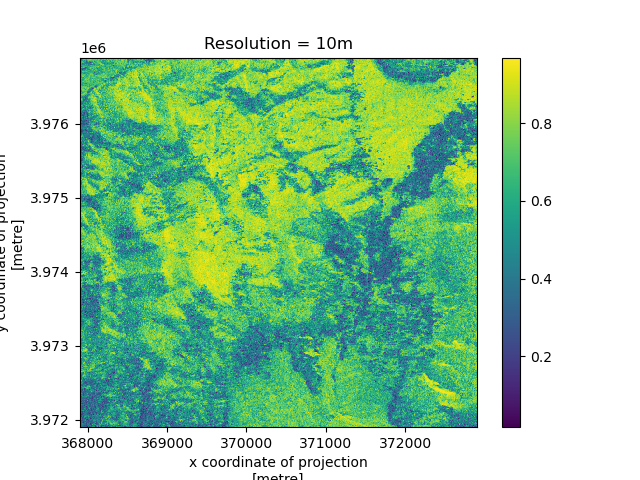 Resolution = 10m
1e6
3.976
3.975
3.974
3.973
3.972
y coordinate of projection
[metre]
368000 369000 370000 371000 372000
x coordinate of projection
[metre]
0.8
0.6
0.4
0.2